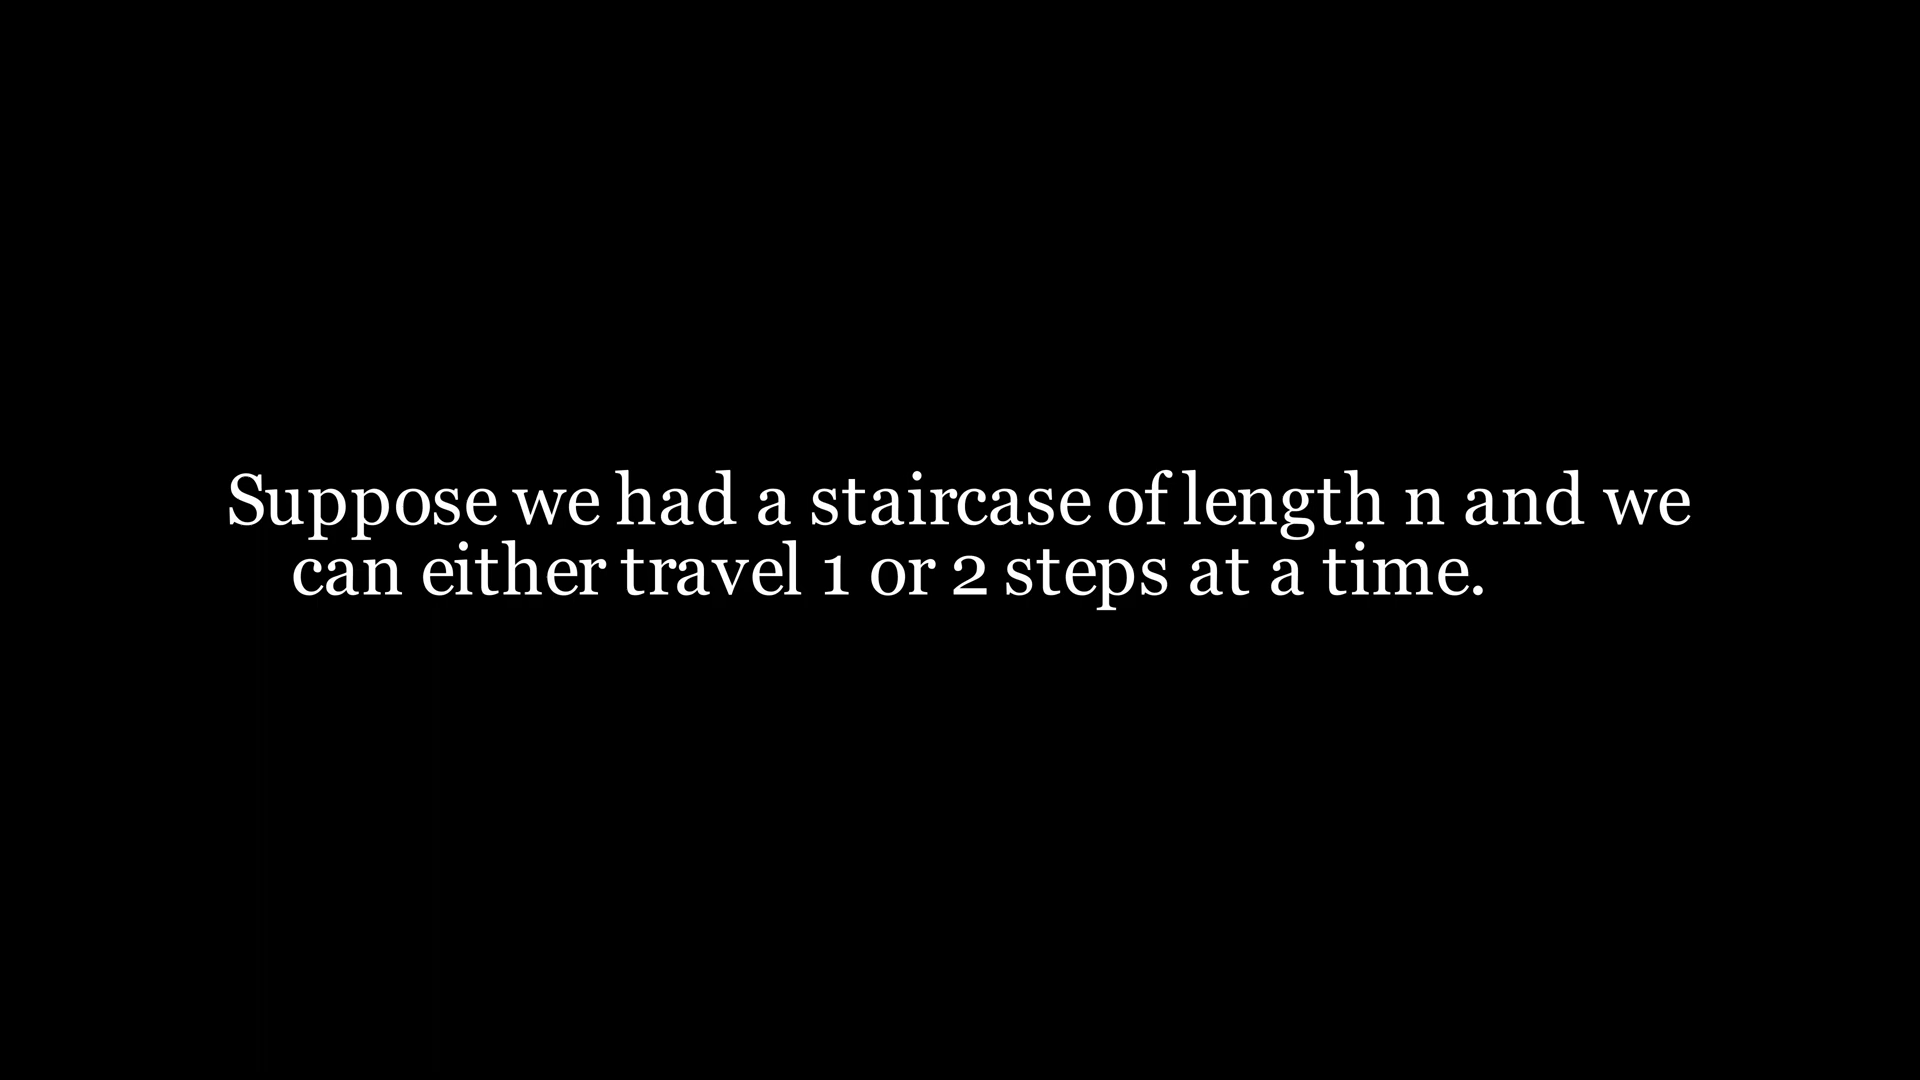 Suppose we had a staircase of length n and we
can either travel 1 or 2 steps at a time.